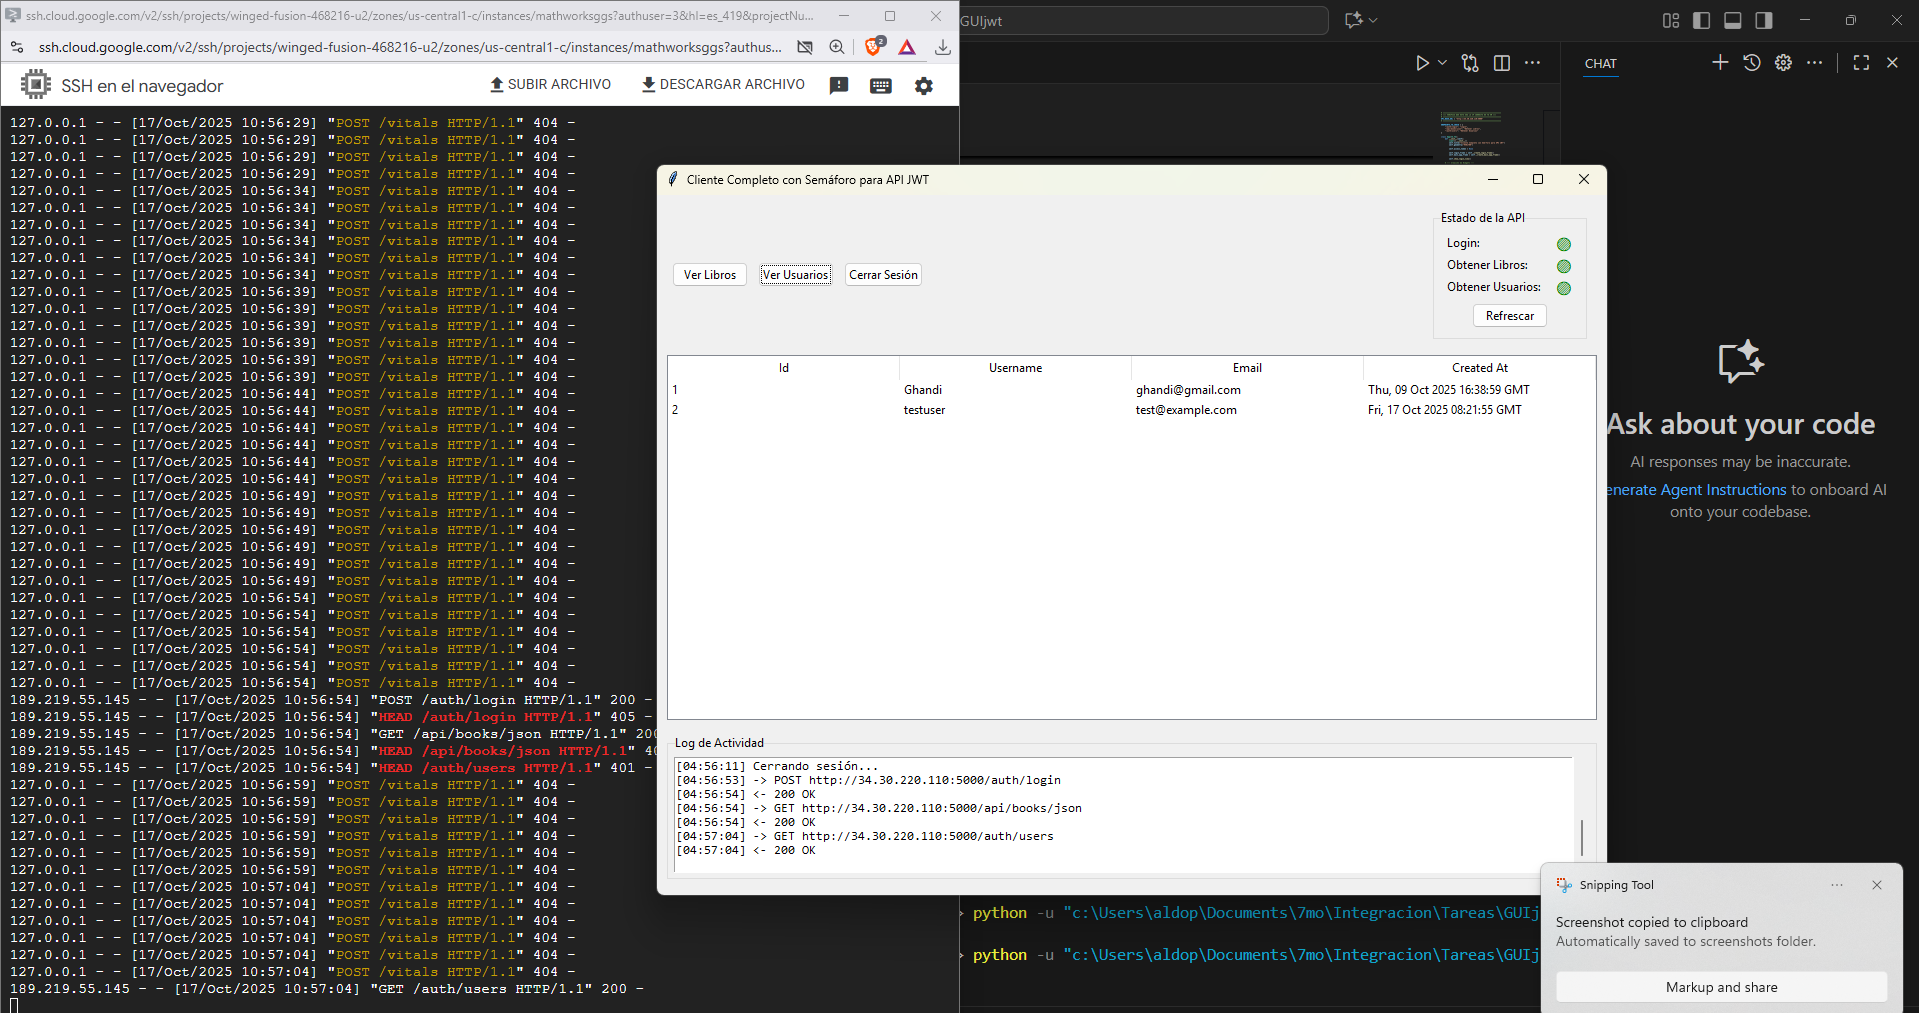 ssh.cloud.google.com/v2/ssh/projects/winged-fusion-468216-u2/zones/us-central1-c/instances/mathworksggs?authuser=3&hl=es_419&projectNu...
ssh.cloud.google.com/v2/ssh/projects/winged-fusion-468216-u2/zones/us-central1-c/instances/mathworksggs?authus...
2
SSH en el navegador
SUBIR ARCHIVO
DESCARGAR ARCHIVO
127.0.0.1 - - [17/Oct/2025 10:56:29] "POST /vitals HTTP/1.1" 404 -
127.0.0.1 - - [17/Oct/2025 10:56:29] "POST /vitals HTTP/1.1" 404 -
127.0.0.1 - - [17/Oct/2025 10:56:29] "POST /vitals HTTP/1.1" 404 -
127.0.0.1 - - [17/Oct/2025 10:56:29] "POST /vitals HTTP/1.1" 404 -
127.0.0.1 - - [17/Oct/2025 10:56:34] "POST /vitals HTTP/1.1" 404 -
127.0.0.1 - - [17/Oct/2025 10:56:34] "POST /vitals HTTP/1.1" 404 -
127.0.0.1 - - [17/Oct/2025 10:56:34] "POST /vitals HTTP/1.1" 404 -
127.0.0.1 - - [17/Oct/2025 10:56:34] "POST /vitals HTTP/1.1" 404 -
127.0.0.1 - - [17/Oct/2025 10:56:34] "POST /vitals HTTP/1.1" 404 -
127.0.0.1 - - [17/Oct/2025 10:56:34] "POST /vitals HTTP/1.1" 404 -
127.0.0.1 - - [17/Oct/2025 10:56:39] "POST /vitals HTTP/1.1" 404 -
127.0.0.1 - - [17/Oct/2025 10:56:39] "POST /vitals HTTP/1.1" 404 -
127.0.0.1 - - [17/Oct/2025 10:56:39] "POST /vitals HTTP/1.1" 404 -
127.0.0.1 - - [17/Oct/2025 10:56:39] "POST /vitals HTTP/1.1" 404 -
127.0.0.1 - - [17/Oct/2025 10:56:39] "POST /vitals HTTP/1.1" 404 -
127.0.0.1 - - [17/Oct/2025 10:56:39] "POST /vitals HTTP/1.1" 404 -
127.0.0.1 - - [17/Oct/2025 10:56:44] "POST /vitals HTTP/1.1" 404 -
127.0.0.1 - - [17/Oct/2025 10:56:44] "POST /vitals HTTP/1.1" 404 -
127.0.0.1 - - [17/Oct/2025 10:56:44] "POST /vitals HTTP/1.1" 404 -
127.0.0.1 - - [17/Oct/2025 10:56:44] "POST /vitals HTTP/1.1" 404 -
127.0.0.1 - - [17/Oct/2025 10:56:44] "POST /vitals HTTP/1.1" 404 -
127.0.0.1 - - [17/Oct/2025 10:56:44] "POST /vitals HTTP/1.1" 404 -
127.0.0.1 - - [17/Oct/2025 10:56:49] "POST /vitals HTTP/1.1" 404 -
127.0.0.1 - - [17/Oct/2025 10:56:49] "POST /vitals HTTP/1.1" 404 -
127.0.0.1 - - [17/Oct/2025 10:56:49] "POST /vitals HTTP/1.1" 404 -
127.0.0.1 - - [17/Oct/2025 10:56:49] "POST /vitals HTTP/1.1" 404 -
127.0.0.1 - - [17/Oct/2025 10:56:49] "POST /vitals HTTP/1.1" 404 -
127.0.0.1 - - [17/Oct/2025 10:56:49] "POST /vitals HTTP/1.1" 404 -
127.0.0.1 - - [17/Oct/2025 10:56:54] "POST /vitals HTTP/1.1" 404 -
127.0.0.1 - - [17/Oct/2025 10:56:54] "POST /vitals HTTP/1.1" 404 -
127.0.0.1 - - [17/Oct/2025 10:56:54] "POST /vitals HTTP/1.1" 404 -
127.0.0.1 - - [17/Oct/2025 10:56:54] "POST /vitals HTTP/1.1" 404 -
127.0.0.1 - - [17/Oct/2025 10:56:54] "POST /vitals HTTP/1.1" 404 -
127.0.0.1 - - [17/Oct/2025 10:56:54] "POST /vitals HTTP/1.1" 404 -
189.219.55.145 - - [17/Oct/2025 10:56:54] "POST /auth/login HTTP/1.1" 200 -
189.219.55.145 - - [17/Oct/2025 10:56:54] "HEAD /auth/login HTTP/1.1" 405 -
189.219.55.145 - - [17/Oct/2025 10:56:54] "GET /api/books/json HTTP/1.1" 200
189.219.55.145 - - [17/Oct/2025 10:56:54] "HEAD /api/books/json HTTP/1.1" 40
189.219.55.145 - - [17/Oct/2025 10:56:54] "HEAD /auth/users HTTP/1.1" 401 -
127.0.0.1 - - [17/Oct/2025 10:56:59] "POST /vitals HTTP/1.1" 404 -
127.0.0.1 - - [17/Oct/2025 10:56:59] "POST /vitals HTTP/1.1" 404 -
127.0.0.1 - - [17/Oct/2025 10:56:59] "POST /vitals HTTP/1.1" 404 -
127.0.0.1 - - [17/Oct/2025 10:56:59] "POST /vitals HTTP/1.1" 404 -
127.0.0.1 - - [17/Oct/2025 10:56:59] "POST /vitals HTTP/1.1" 404 -
127.0.0.1 - - [17/Oct/2025 10:56:59] "POST /vitals HTTP/1.1" 404 -
127.0.0.1 - - [17/Oct/2025 10:57:04] "POST /vitals HTTP/1.1" 404 -
127.0.0.1 - - [17/Oct/2025 10:57:04] "POST /vitals HTTP/1.1" 404 -
127.0.0.1 - - [17/Oct/2025 10:57:04] "POST /vitals HTTP/1.1" 404 -
127.0.0.1 - - [17/Oct/2025 10:57:04] "POST /vitals HTTP/1.1" 404 -
127.0.0.1 - - [17/Oct/2025 10:57:04] "POST /vitals HTTP/1.1" 404 -
127.0.0.1 - - [17/Oct/2025 10:57:04] "POST /vitals HTTP/1.1" 404 -
189.219.55.145 - - [17/Oct/2025 10:57:04] "GET /auth/users HTTP/1.1" 200 -
GUIjwt
CHAT
Cliente Completo con Semáforo para API JWT
Estado de la API
Login:
Obtener Libros:
Obtener Usuarios:
Refrescar
Ver Libros
Ver Usuarios
Cerrar Sesión
Id Username Email Created At
1 Ghandi ghandi@gmail.com Thu, 09 Oct 2025 16:38:59 GMT
2 testuser test@example.com Fri, 17 Oct 2025 08:21:55 GMT
Log de Actividad
[04:56:11] Cerrando sesión...
[04:56:53] -> POST http://34.30.220.110:5000/auth/login
[04:56:54] <- 200 OK
[04:56:54] -> GET http://34.30.220.110:5000/api/books/json
[04:56:54] <- 200 OK
[04:57:04] -> GET http://34.30.220.110:5000/auth/users
[04:57:04] <- 200 OK
Ask about your code
AI responses may be inaccurate.
enerate Agent Instructions to onboard AI
onto your codebase.
python -u "c:\Users\aldop\Documents\7mo\Integracion\Tareas\GUIj
python -u "c:\Users\aldop\Documents\7mo\Integracion\Tareas\GUIj
Snipping Tool
Screenshot copied to clipboard
Automatically saved to screenshots folder.
Markup and share